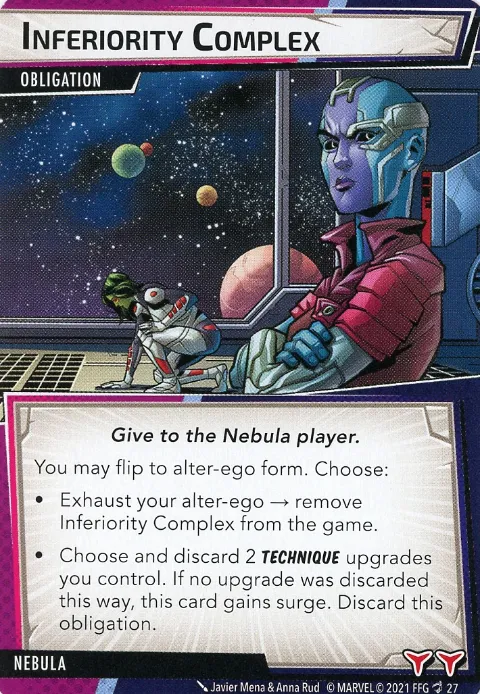 INFERIORITY COMPLEX
OBLIGATION
Give to the Nebula player.
You may flip to alter-ego form. Choose:
• Exhaust your alter-ego → remove
Inferiority Complex from the game.
• Choose and discard 2 TECHNIQUE upgrades
you control. If no upgrade was discarded
this way, this card gains surge. Discard this
obligation.
NEBULA
Javier Mena & Anna Rud © MARVEL © 2021 FFG 27